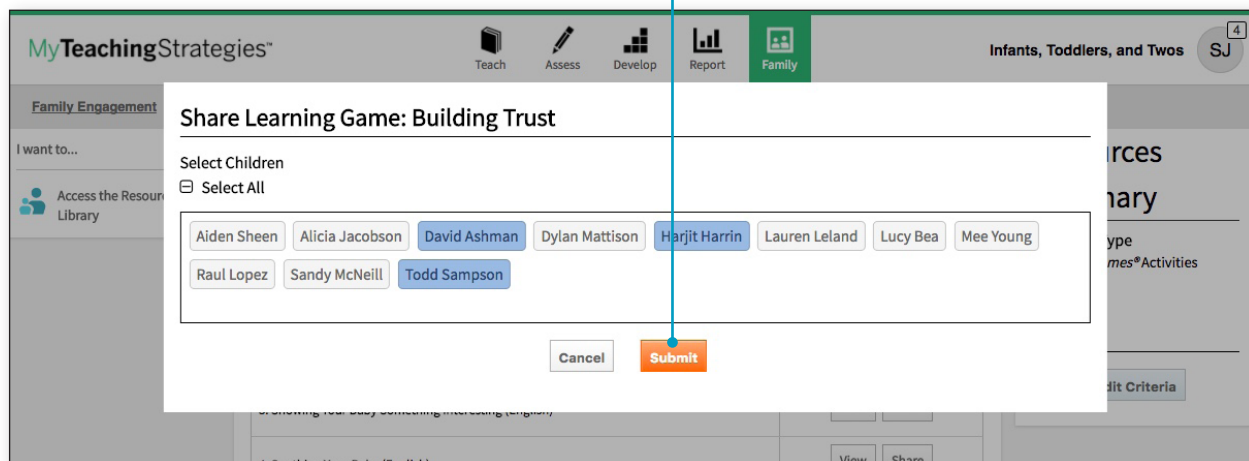 MyTeachingStrategies™
Teach Assess Develop Report Family
Infants, Toddlers, and Twos SJ 4
Family Engagement
I want to...
Access the Resour
Library
Share Learning Game: Building Trust
Select Children
Select All
Aiden Sheen Alicia Jacobson David Ashman Dylan Mattison Harjit Harrin Lauren Leland Lucy Bea Mee Young
Raul Lopez Sandy McNeill Todd Sampson
Cancel Submit
rces
nary
ype
mes® Activities
dit Criteria
View Share